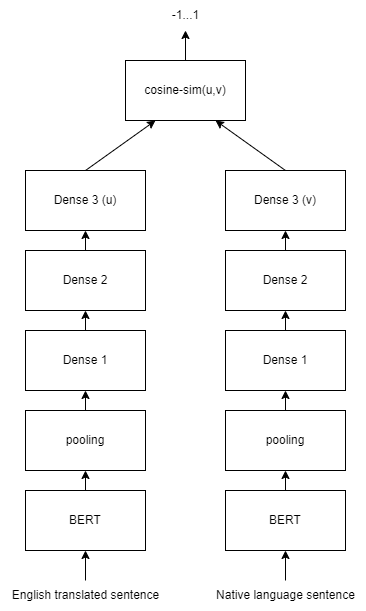 -1...1
cosine-sim(u,v)
Dense 3 (u)
Dense 3 (v)
Dense 2
Dense 2
Dense 1
Dense 1
pooling
pooling
BERT
BERT
English translated sentence
Native language sentence